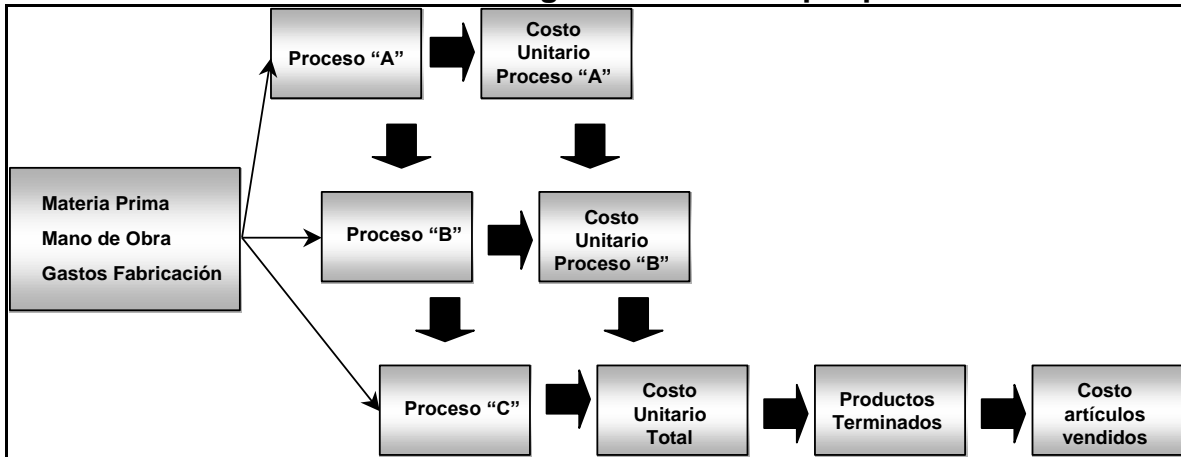 Proceso “A”
Costo
Unitario
Proceso “A”
Materia Prima
Mano de Obra
Gastos Fabricación
Proceso “B”
Costo
Unitario
Proceso “B”
Proceso “C”
Costo
Unitario
Total
Productos
Terminados
Costo
artículos
vendidos